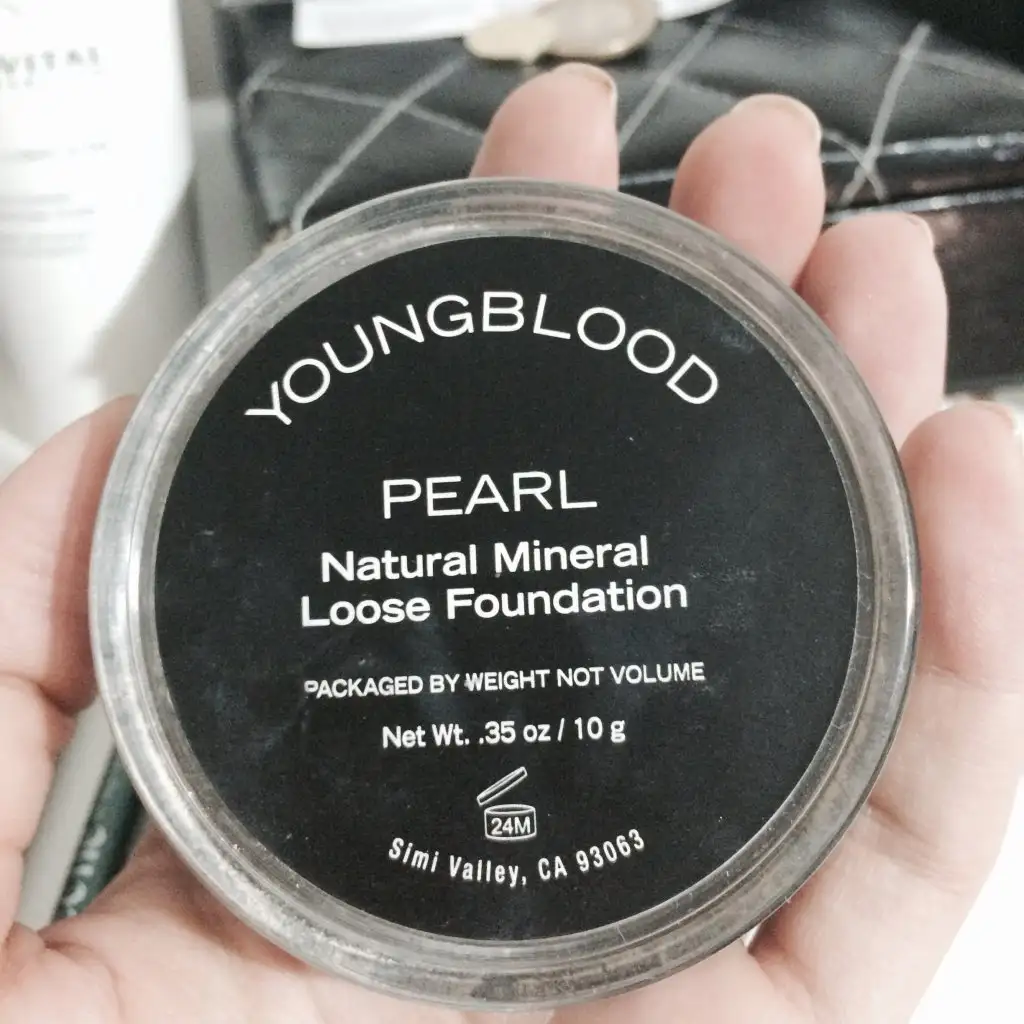 YOUNGBLOOD
PEARL
Natural Mineral
Loose Foundation
PACKAGED BY WEIGHT NOT VOLUME
Net Wt. .35 oz / 10 g
24M
Simi Valley, CA 93063